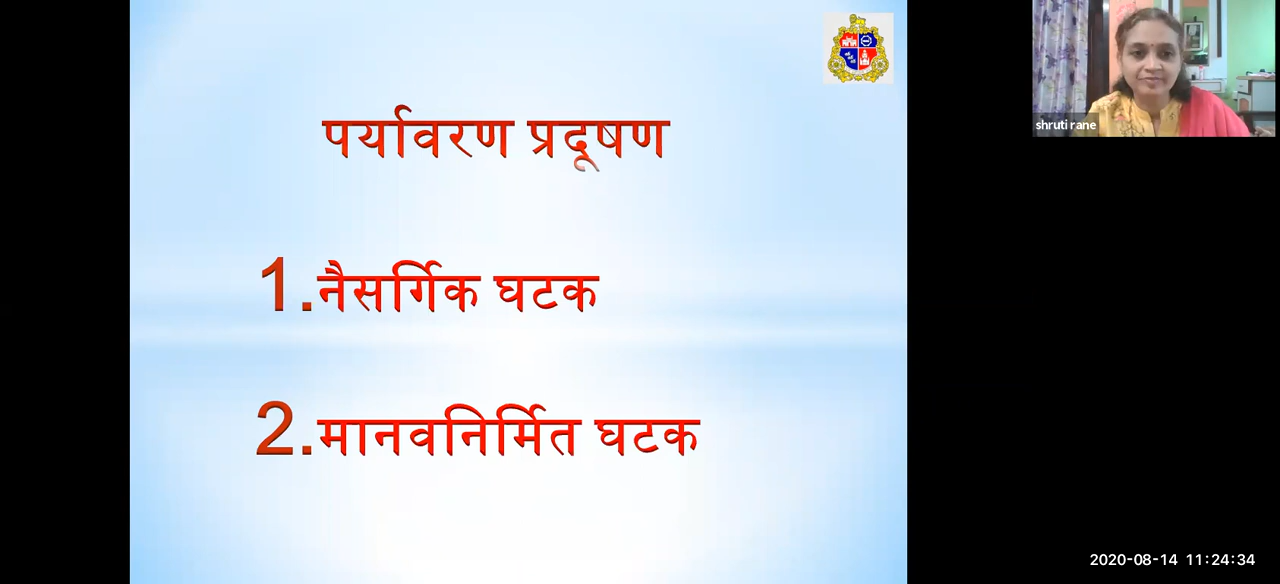 पर्यावरण प्रदूषण
1.नैसर्गिक घटक
2.मानवनिर्मित घटक
shruti rane
2020-08-14 11:24:34